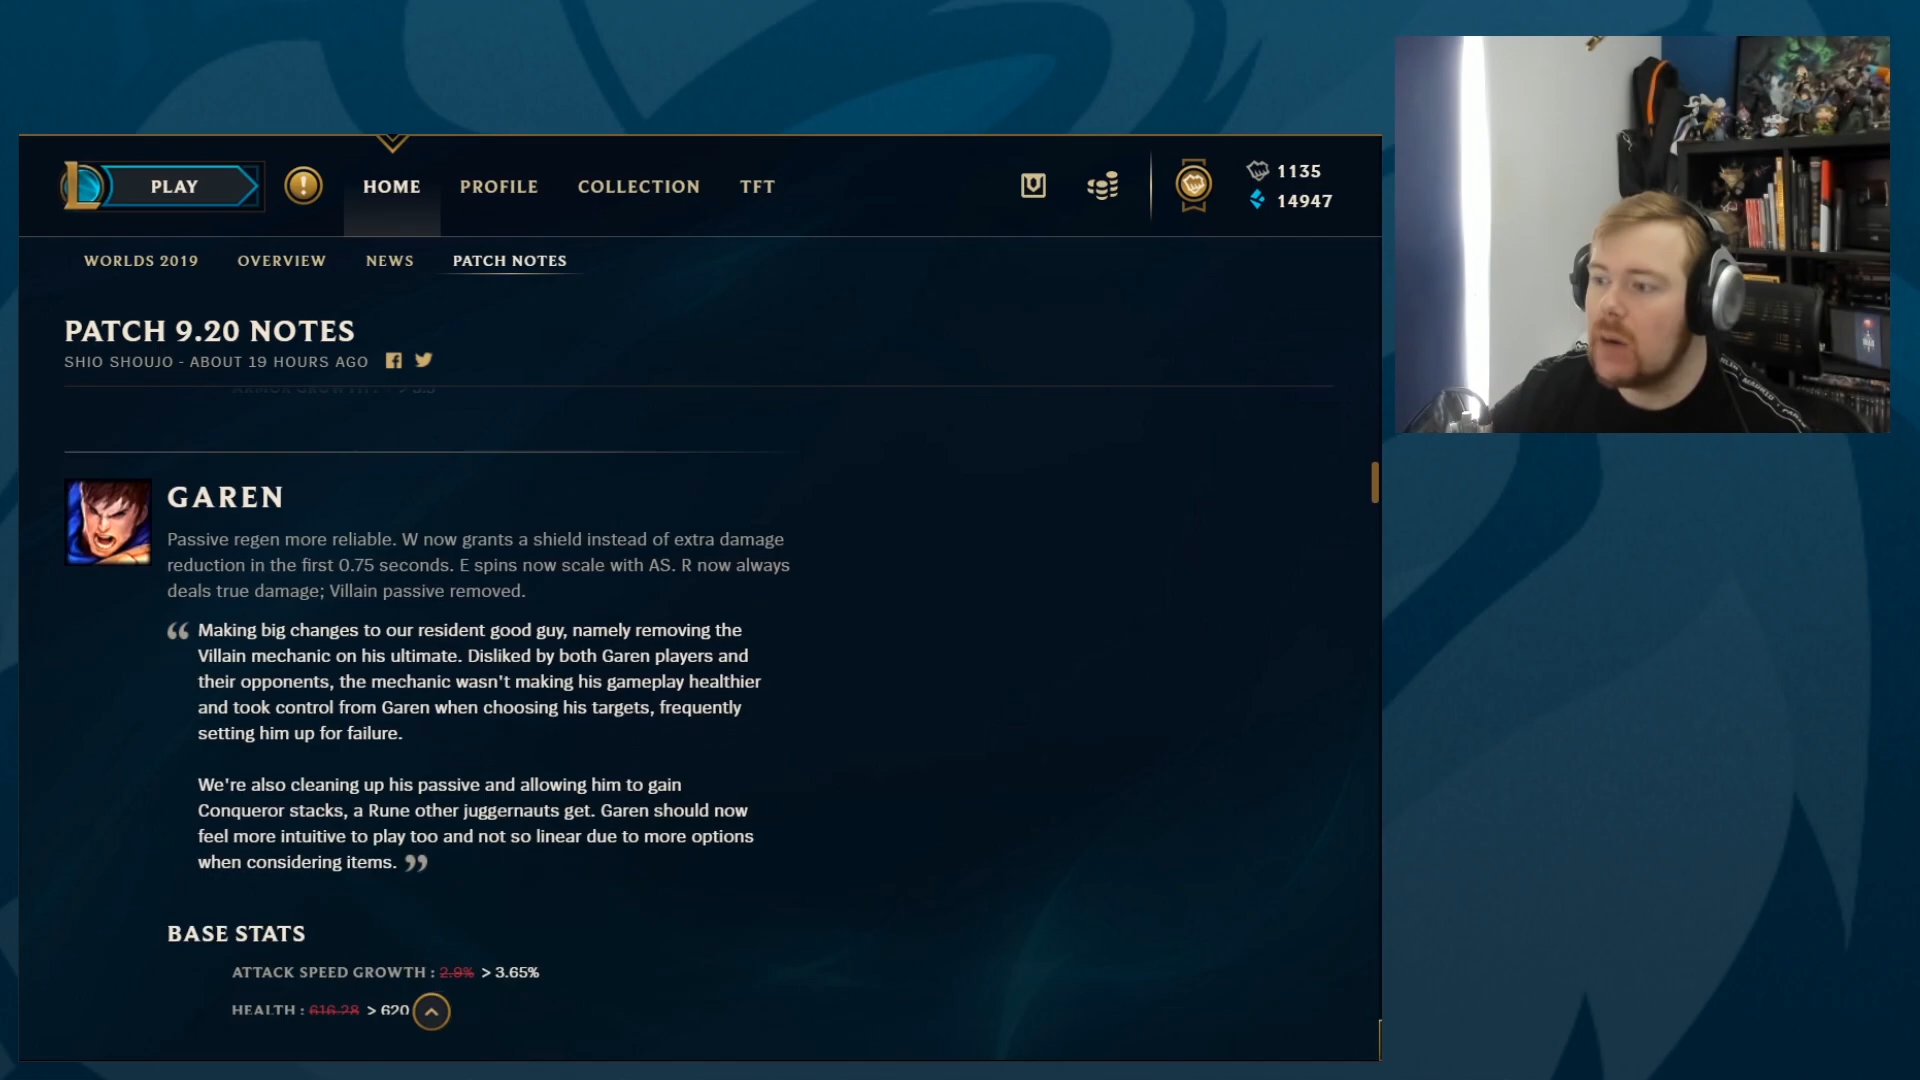 PLAY
HOME
PROFILE
COLLECTION
TFT
1135
14947
WORLDS 2019
OVERVIEW
NEWS
PATCH NOTES
PATCH 9.20 NOTES
SHIO SHOUJO - ABOUT 19 HOURS AGO
GAREN
Passive regen more reliable. W now grants a shield instead of extra damage
reduction in the first 0.75 seconds. E spins now scale with AS. R now always
deals true damage; Villain passive removed.
“ Making big changes to our resident good guy, namely removing the
Villain mechanic on his ultimate. Disliked by both Garen players and
their opponents, the mechanic wasn't making his gameplay healthier
and took control from Garen when choosing his targets, frequently
setting him up for failure.
We're also cleaning up his passive and allowing him to gain
Conqueror stacks, a Rune other juggernauts get. Garen should now
feel more intuitive to play too and not so linear due to more options
when considering items. ”
BASE STATS
ATTACK SPEED GROWTH : 2.9% > 3.65%
HEALTH : 616.28 > 620